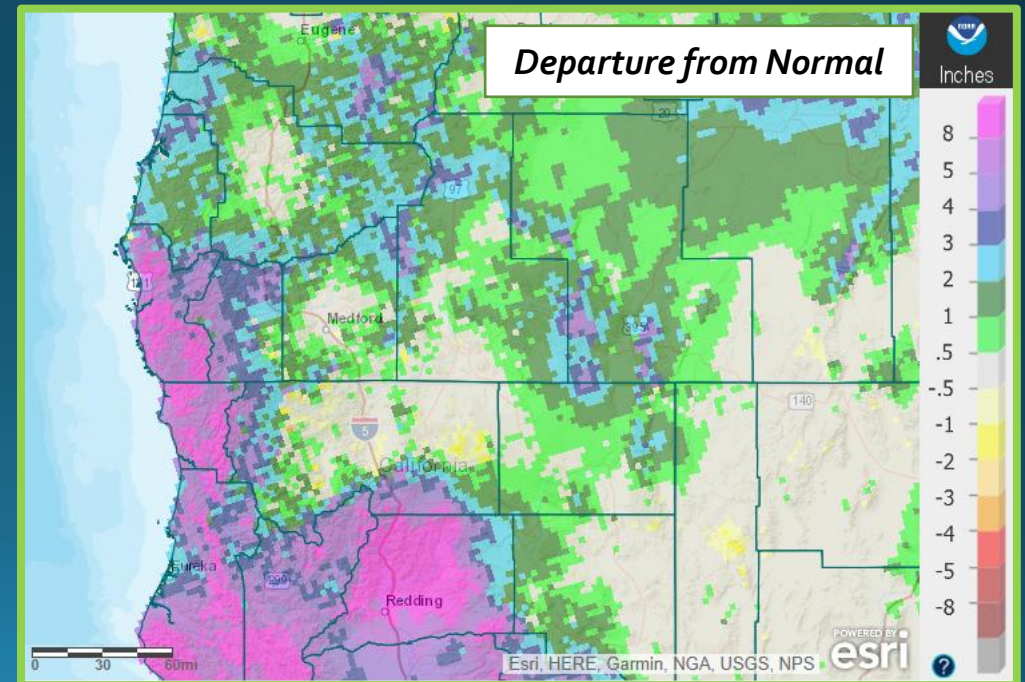 Eugene
Departure from Normal
NOAA
Inches
20
97
101
Medford
395
140
5
California
Eureka
299
Redding
8
5
4
3
2
1
.5
-.5
-1
-2
-3
-4
-5
-8
0 30 60mi
Esri, HERE, Garmin, NGA, USGS, NPS
POWERED BY
esri
?